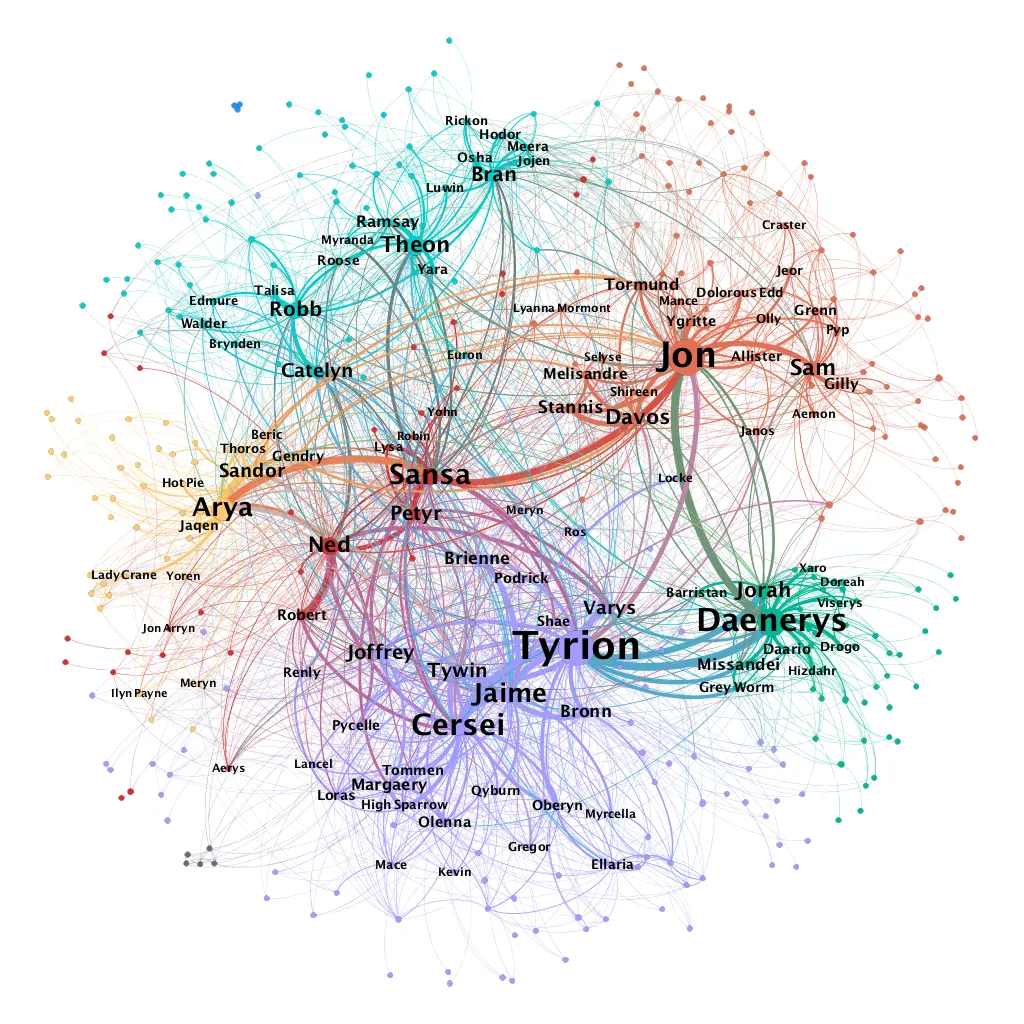 Rickon
Hodor
Meera
Osha
Jojen
Bran
Luwin
Ramsay
Craster
Myranda
Theon
Roose
Yara
Jeor
Tormund
Talisa
Dolorous Edd
Edmure
Mance
Robb
Lyanna Mormont
Grenn
Walder
Ygritte
Olly
Pyp
Brynden
Euron
Selyse
Jon
Allister
Catelyn
Melisandre
Sam
Gilly
Shireen
Stannis
Yohn
Davos
Aemon
Beric
Robin
Janos
Thoros
Lysa
Gendry
Sandor
Sansa
Hot Pie
Locke
Arya
Petyr
Meryn
Jaqen
Ros
Ned
Brienne
Lady Crane
Yoren
Podrick
Xaro
Doreah
Jorah
Barristan
Viserys
Robert
Varys
Jon Arryn
Shae
Daenerys
Joffrey
Tyrion
Daario
Drogo
Renly
Tywin
Missandei
Hizdahr
Meryn
Ilyn Payne
Jaime
Grey Worm
Pycelle
Cersei
Bronn
Aerys
Lancel
Tommen
Margaery
Loras
Qyburn
High Sparrow
Oberyn
Myrcella
Olenna
Gregor
Mace
Kevin
Ellaria